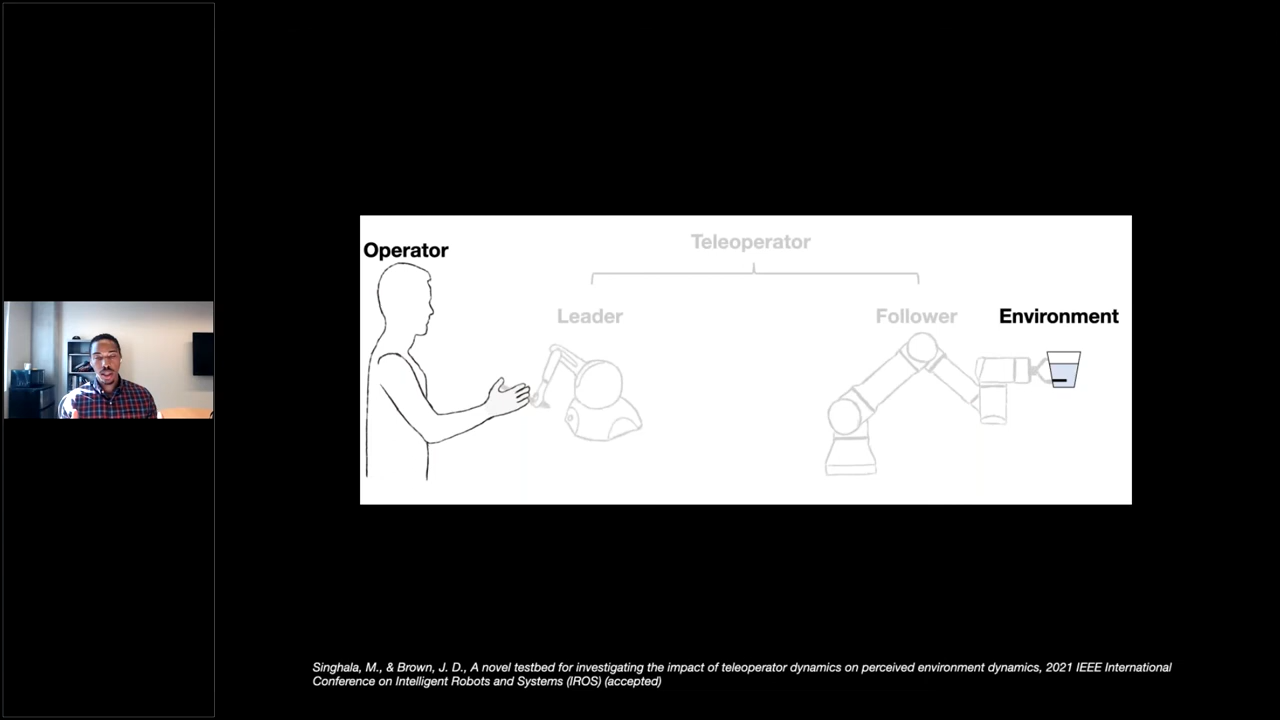 Operator
Teleoperator
Leader
Follower
Environment
Singhala, M., & Brown, J. D., A novel testbed for investigating the impact of teleoperator dynamics on perceived environment dynamics, 2021 IEEE International
Conference on Intelligent Robots and Systems (IROS) (accepted)